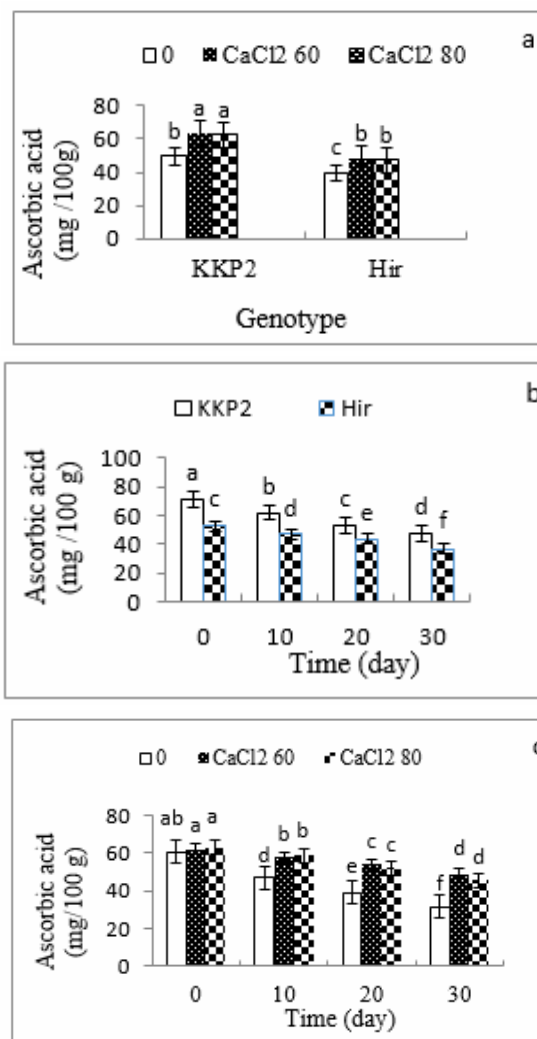 a
0 CaCl2 60 CaCl2 80
Ascorbic acid
(mg /100g)
80
60
40
20
0
b a a c b b
KKP2 Hir
Genotype
b
KKP2 Hir
Ascorbic acid
(mg /100 g)
100
80
60
40
20
0
a c b d c e d f
0 10 20 30
Time (day)
0 CaCl2 60 CaCl2 80
Ascorbic acid
(mg/100 g)
80
60
40
20
0
ab a a d b b e c c f d d
0 10 20 30
Time (day)